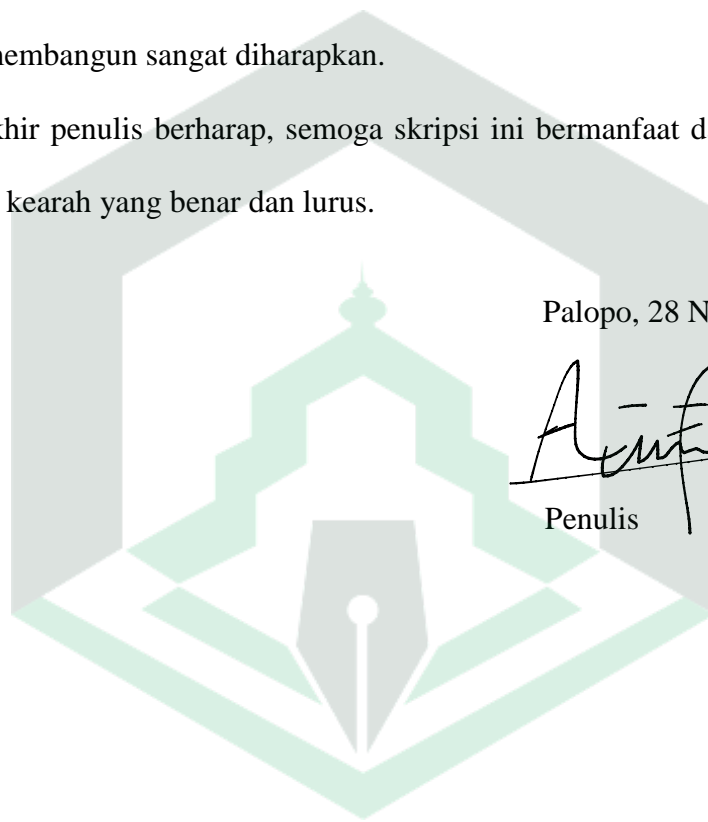 membangun sangat diharapkan.
khir penulis berharap, semoga skripsi ini bermanfaat d
kearah yang benar dan lurus.
Palopo, 28 N
Penulis